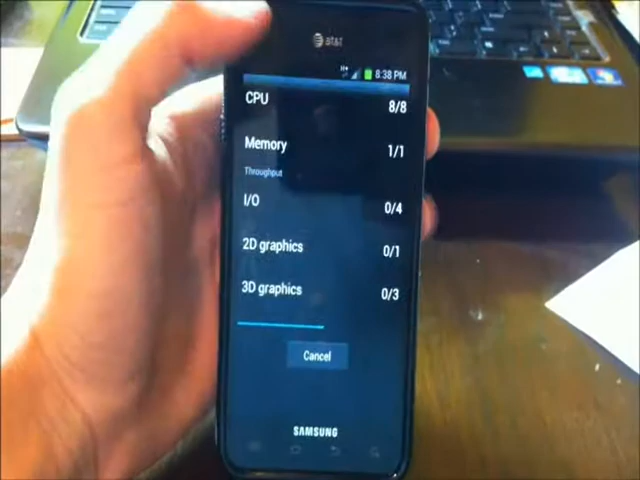 at&t
8:38 PM
CPU 8/8
Memory 1/1
Throughput
I/O 0/4
2D graphics 0/1
3D graphics 0/3
Cancel
SAMSUNG